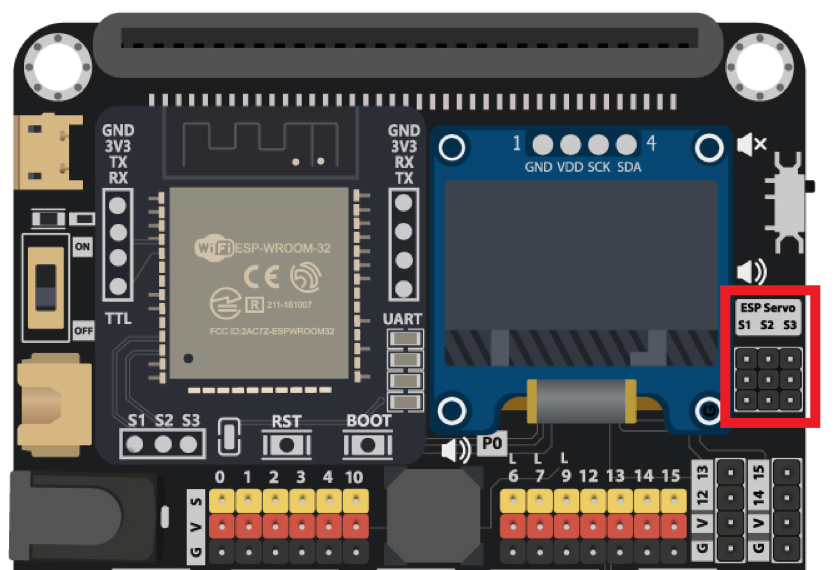 GND
3V3
TX
RX
TTL
GND
3V3
RX
TX
UART
ON
OFF
WiFi ESP-WROOM-32
CE
R 211-161007
FCC ID:2AC7Z-ESPWROOM32
S1 S2 S3
RST
BOOT
1 4
GND VDD SCK SDA
ESP Servo
S1 S2 S3
P0
0 1 2 3 4 10
S
V
G
L L L
6 7 9 12 13 14 15
13
12
V
G
15
14
V
G